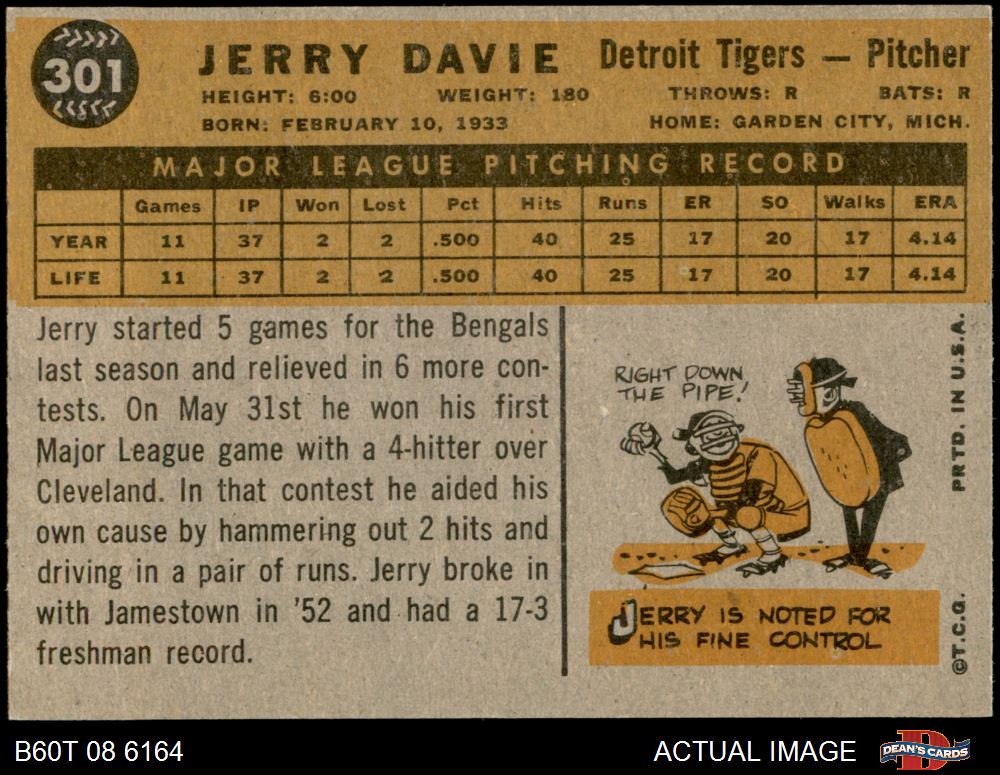 301
JERRY DAVIE Detroit Tigers — Pitcher
HEIGHT: 6:00 WEIGHT: 180 THROWS: R BATS: R
BORN: FEBRUARY 10, 1933 HOME: GARDEN CITY, MICH.
MAJOR LEAGUE PITCHING RECORD
Games IP Won Lost Pct Hits Runs ER SO Walks ERA
YEAR 11 37 2 2 .500 40 25 17 20 17 4.14
LIFE 11 37 2 2 .500 40 25 17 20 17 4.14
Jerry started 5 games for the Bengals
last season and relieved in 6 more con-
tests. On May 31st he won his first
Major League game with a 4-hitter over
Cleveland. In that contest he aided his
own cause by hammering out 2 hits and
driving in a pair of runs. Jerry broke in
with Jamestown in '52 and had a 17-3
freshman record.
RIGHT DOWN
THE PIPE!
JERRY IS NOTED FOR
HIS FINE CONTROL
©T.C.G. PRTD. IN U.S.A.
B60T 08 6164 ACTUAL IMAGE DEAN'S CARDS